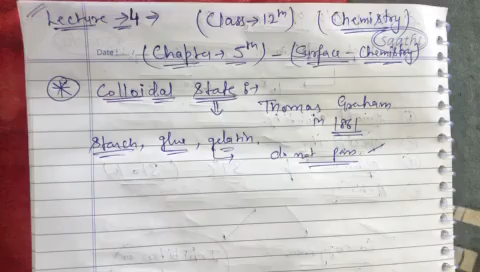 Lecture → 4 → (Class → 12th) (Chemistry)
Saathi
Date
(Chapter → 5th) - (Surface - Chemistry)
* Colloidal State :→
⇓ Thomas Graham
in 1861
Starch, glue, gelatin.
→ do not pass.